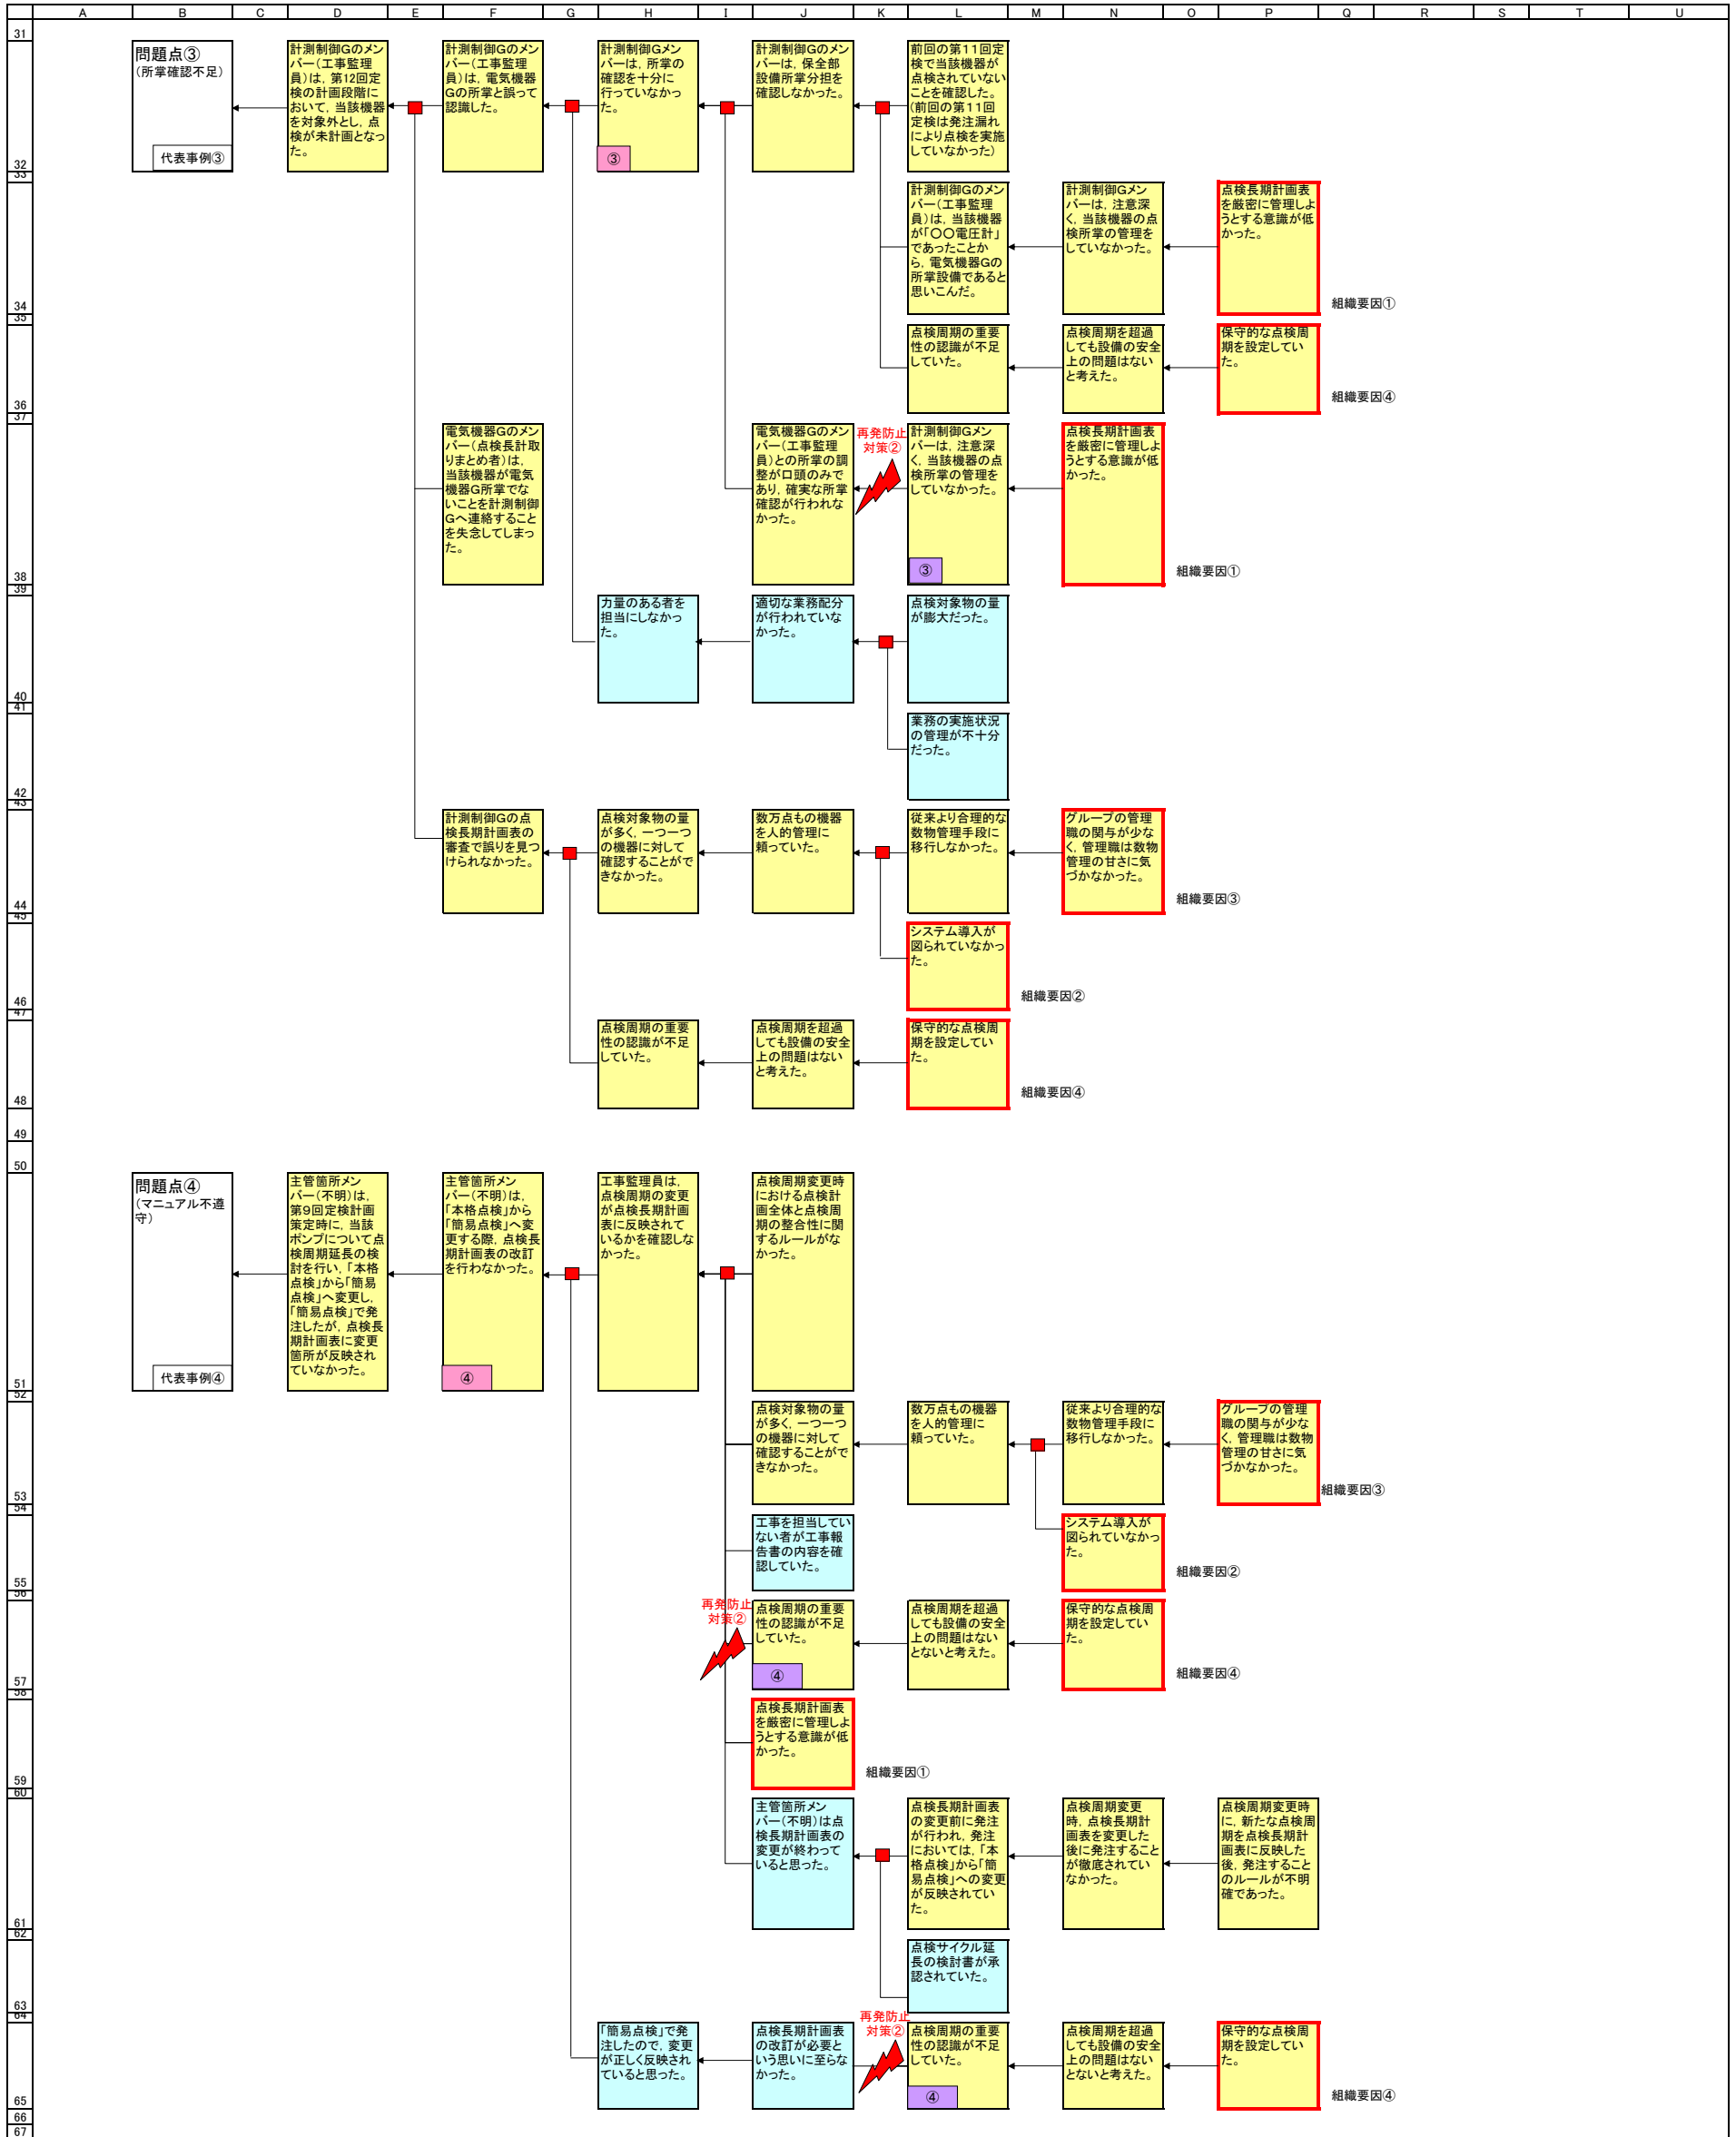 A B C D E F G H I J K L M N O P Q R S T U
31
問題点③
(所掌確認不足)
代表事例③
計測制御Gのメン
バー(工事監理
員)は, 第12回定
検の計画段階に
おいて, 当該機器
を対象外とし, 点
検が未計画となっ
た。
計測制御Gのメン
バー(工事監理
員)は, 電気機器
Gの所掌と誤って
認識した。
計測制御Gメン
バーは, 所掌の
確認を十分に
行っていなかっ
た。
③
計測制御Gのメン
バーは, 保全部
設備所掌分担を
確認しなかった。
前回の第11回定
検で当該機器が
点検されていない
ことを確認した。
(前回の第11回
定検は発注漏れ
により点検を実施
していなかった)
32
33
計測制御Gのメン
バー(工事監理
員)は, 当該機器
が「〇〇電圧計」
であったことか
ら, 電気機器Gの
所掌設備であると
思いこんだ。
計測制御Gメン
バーは, 注意深
く, 当該機器の点
検所掌の管理を
していなかった。
点検長期計画表
を厳密に管理しよ
うとする意識が低
かった。
組織要因①
34
35
点検周期の重要
性の認識が不足
していた。
点検周期を超過
しても設備の安全
上の問題はない
と考えた。
保守的な点検周
期を設定してい
た。
組織要因④
36
37
電気機器Gのメン
バー(点検長計取
りまとめ者)は,
当該機器が電気
機器G所掌でな
いことを計測制御
Gへ連絡すること
を失念してしまっ
た。
電気機器Gのメン
バー(工事監理
員)との所掌の調
整が口頭のみで
あり, 確実な所掌
確認が行われな
かった。
再発防止
対策②
計測制御Gメン
バーは, 注意深
く, 当該機器の点
検所掌の管理を
していなかった。
③
点検長期計画表
を厳密に管理しよ
うとする意識が低
かった。
組織要因①
38
39
力量のある者を
担当にしなかっ
た。
適切な業務配分
が行われていな
かった。
点検対象物の量
が膨大だった。
40
41
業務の実施状況
の管理が不十分
だった。
42
43
計測制御Gの点
検長期計画表の
審査で誤りを見つ
けられなかった。
点検対象物の量
が多く, 一つ一つ
の機器に対して
確認することがで
きなかった。
数万点もの機器
を人的管理に
頼っていた。
従来より合理的な
数物管理手段に
移行しなかった。
グループの管理
職の関与が少な
く, 管理職は数物
管理の甘さに気
づかなかった。
組織要因③
44
45
システム導入が
図られていなかっ
た。
組織要因②
46
47
点検周期の重要
性の認識が不足
していた。
点検周期を超過
しても設備の安全
上の問題はない
と考えた。
保守的な点検周
期を設定してい
た。
組織要因④
48
49
50
問題点④
(マニュアル不遵
守)
代表事例④
主管箇所メン
バー(不明)は,
第9回定検計画
策定時に, 当該
ポンプについて点
検周期延長の検
討を行い, 「本格
点検」から「簡易
点検」へ変更し,
「簡易点検」で発
注したが, 点検長
期計画表に変更
箇所が反映され
ていなかった。
主管箇所メン
バー(不明)は,
「本格点検」から
「簡易点検」へ変
更する際, 点検長
期計画表の改訂
を行わなかった。
④
工事監理員は,
点検周期の変更
が点検長期計画
表に反映されて
いるかを確認しな
かった。
点検周期変更時
における点検計
画全体と点検周
期の整合性に関
するルールがな
かった。
51
52
点検対象物の量
が多く, 一つ一つ
の機器に対して
確認することがで
きなかった。
数万点もの機器
を人的管理に
頼っていた。
従来より合理的な
数物管理手段に
移行しなかった。
グループの管理
職の関与が少な
く, 管理職は数物
管理の甘さに気
づかなかった。
組織要因③
53
54
工事を担当してい
ない者が工事報
告書の内容を確
認していた。
システム導入が
図られていなかっ
た。
組織要因②
55
56
再発防止
対策②
点検周期の重要
性の認識が不足
していた。
④
点検周期を超過
しても設備の安全
上の問題はない
とないと考えた。
保守的な点検周
期を設定してい
た。
組織要因④
57
58
点検長期計画表
を厳密に管理しよ
うとする意識が低
かった。
組織要因①
59
60
主管箇所メン
バー(不明)は点
検長期計画表の
変更が終わって
いると思った。
点検長期計画表
の変更前に発注
が行われ, 発注
においては, 「本
格点検」から「簡
易点検」への変更
が反映されてい
た。
点検周期変更
時, 点検長期計
画表を変更した
後に発注すること
が徹底されてい
なかった。
点検周期変更時
に, 新たな点検周
期を点検長期計
画表に反映した
後, 発注すること
のルールが不明
確であった。
61
62
点検サイクル延
長の検討書が承
認されていた。
63
64
「簡易点検」で発
注したので, 変更
が正しく反映され
ていると思った。
点検長期計画表
の改訂が必要と
いう思いに至らな
かった。
再発防止
対策②
点検周期の重要
性の認識が不足
していた。
④
点検周期を超過
しても設備の安全
上の問題はない
とないと考えた。
保守的な点検周
期を設定してい
た。
組織要因④
65
66
67